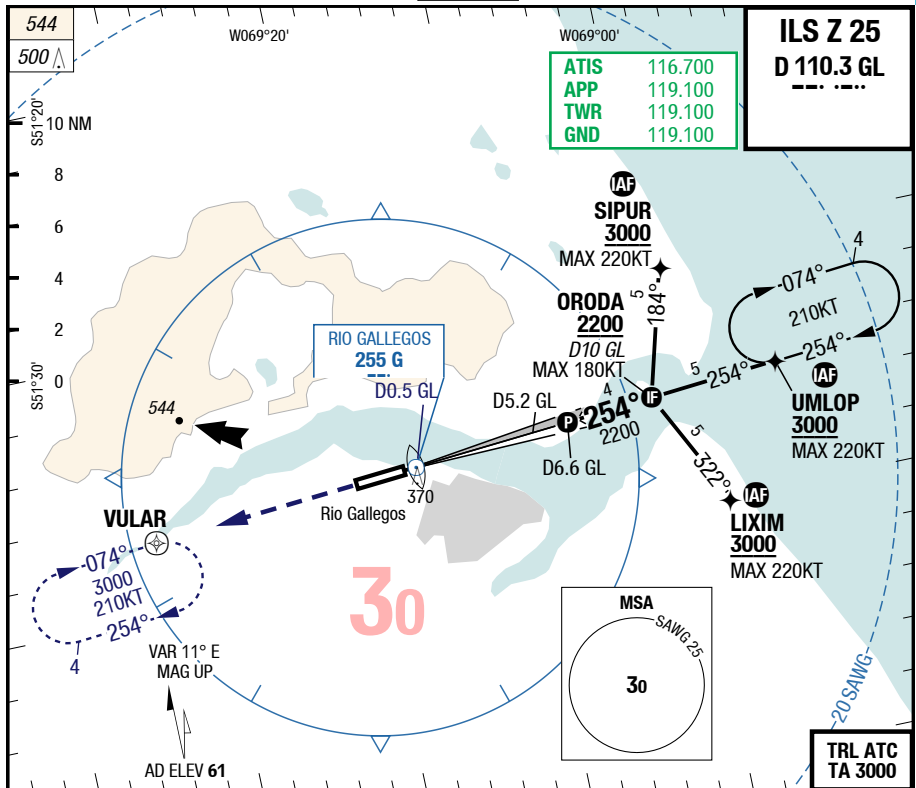 544
500
W069°20'
W069°00'
ILS Z 25
D 110.3 GL
ATIS 116.700
APP 119.100
TWR 119.100
GND 119.100
S51°20'
10 NM
8
6
4
2
0
S51°30'
IAF
SIPUR
3000
MAX 220KT
5
184°
4
074°
210KT
254°
ORODA
2200
D10 GL
MAX 180KT
IF
5
254°
IAF
UMLOP
3000
MAX 220KT
RIO GALLEGOS
255 G
D0.5 GL
D5.2 GL
4
254°
2200
P
D6.6 GL
544
370
Rio Gallegos
5
322°
IAF
LIXIM
3000
MAX 220KT
VULAR
074°
3000
210KT
254°
4
30
VAR 11° E
MAG UP
AD ELEV 61
MSA
SAWG 25
30
20 SAWG
TRL ATC
TA 3000